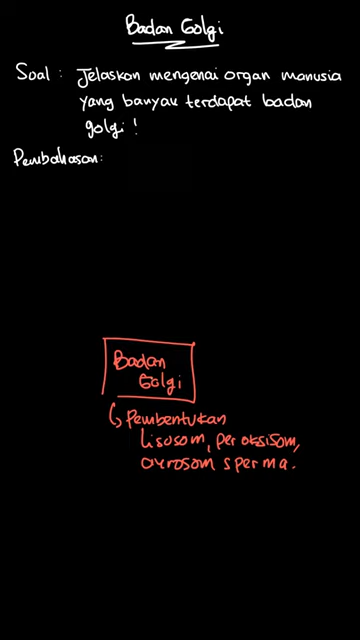 Badan Golgi
Soal : Jelaskan mengenai organ manusia
yang banyak terdapat badan
golgi !
Pembahasan:
Badan
Golgi
↳ Pembentukan
Lisosom, peroksisom,
akrosom sperma.